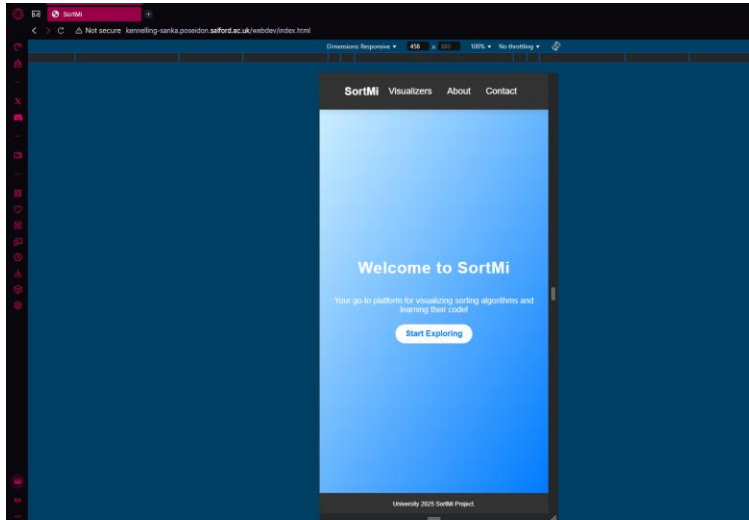 SortMi
Not secure kennelling-sanka.poseidon.salford.ac.uk/webdev/index.html
Dimensions: Responsive 458 x 100% No throttling
SortMi Visualizers About Contact
Welcome to SortMi
Your go-to platform for visualizing sorting algorithms and
learning their code!
Start Exploring
University 2025 SortMi Project.